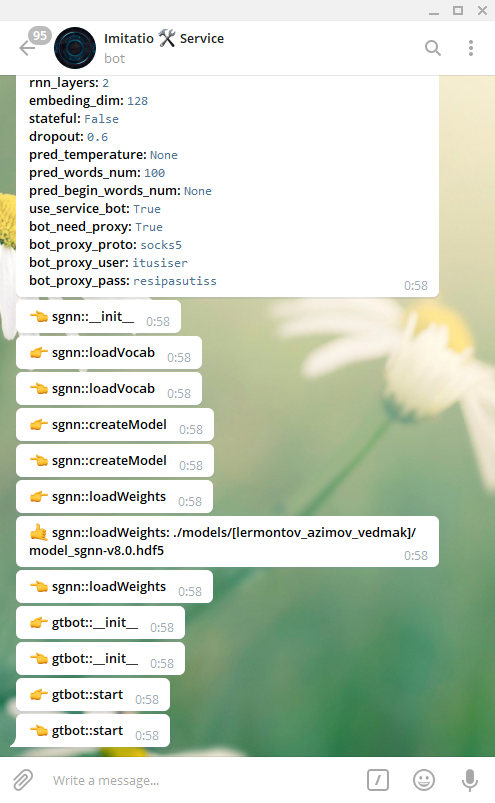 95
Imitatio 🛠 Service
bot
rnn_layers: 2
embeding_dim: 128
stateful: False
dropout: 0.6
pred_temperature: None
pred_words_num: 100
pred_begin_words_num: None
use_service_bot: True
bot_need_proxy: True
bot_proxy_proto: socks5
bot_proxy_user: itusiser
bot_proxy_pass: resipasutiss
0:58
👈 sgnn::__init__ 0:58
👉 sgnn::loadVocab 0:58
👈 sgnn::loadVocab 0:58
👉 sgnn::createModel 0:58
👈 sgnn::createModel 0:58
👉 sgnn::loadWeights 0:58
👍 sgnn::loadWeights: ./models/[lermontov_azimov_vedmak]/
model_sgnn-v8.0.hdf5
0:58
👈 sgnn::loadWeights 0:58
👉 gtbot::__init__ 0:58
👈 gtbot::__init__ 0:58
👉 gtbot::start 0:58
👈 gtbot::start 0:58
Write a message...